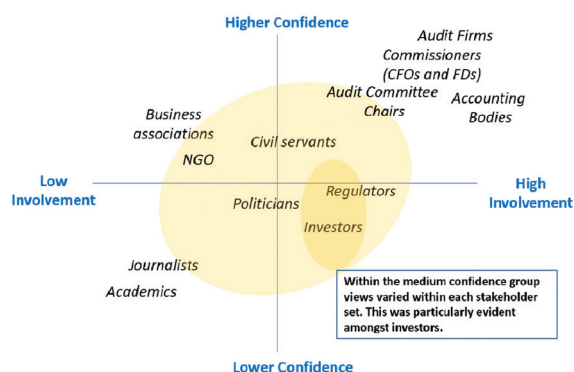 Higher Confidence
Audit Firms
Commissioners
(CFOs and FDs)
Audit Committee
Chairs
Accounting
Bodies
Business
associations
Civil servants
NGO
Low
Involvement
High
Involvement
Regulators
Politicians
Investors
Journalists
Academics
Within the medium confidence group
views varied within each stakeholder
set. This was particularly evident
amongst investors.
Lower Confidence